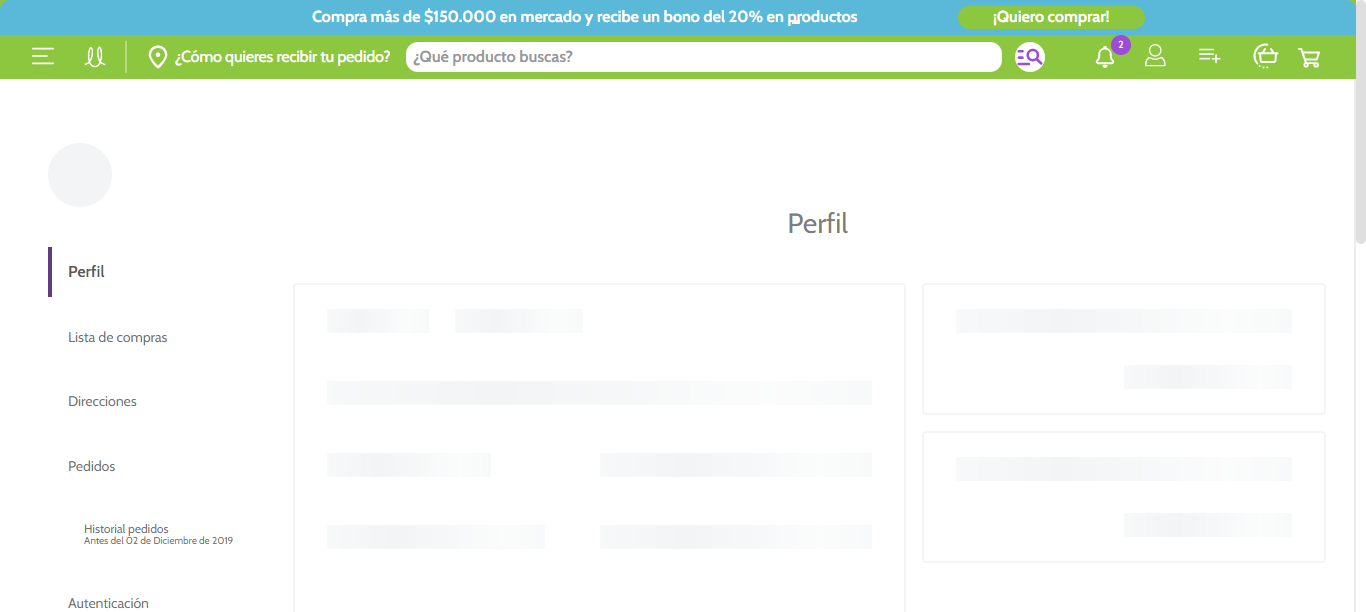 Compra más de $150.000 en mercado y recibe un bono del 20% en productos
¡Quiero comprar!
¿Cómo quieres recibir tu pedido?
¿Qué producto buscas?
2
Perfil
Perfil
Lista de compras
Direcciones
Pedidos
Historial pedidos
Antes del 02 de Diciembre de 2019
Autenticación